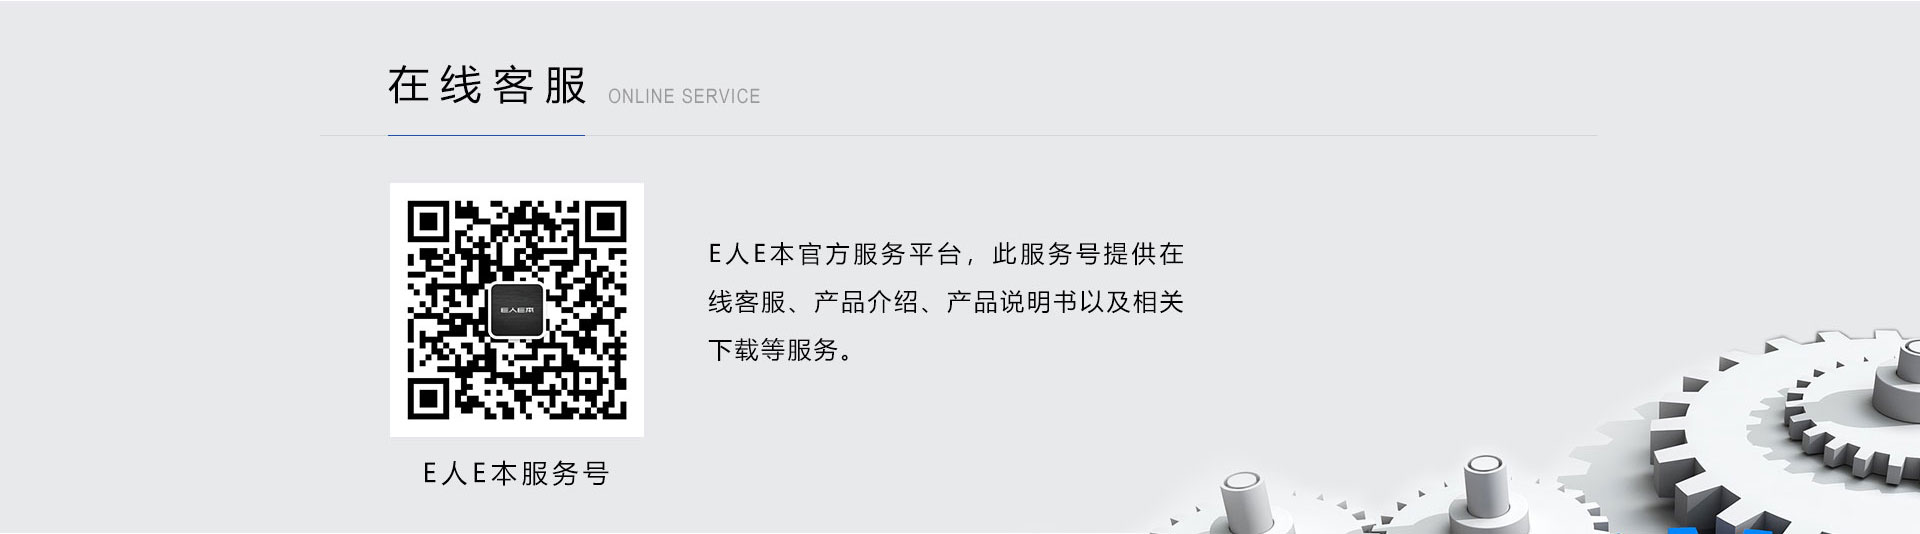 在线客服 ONLINE SERVICE
E人E本
E人E本官方服务平台，此服务号提供在
线客服、产品介绍、产品说明书以及相关
下载等服务。
E人E本服务号